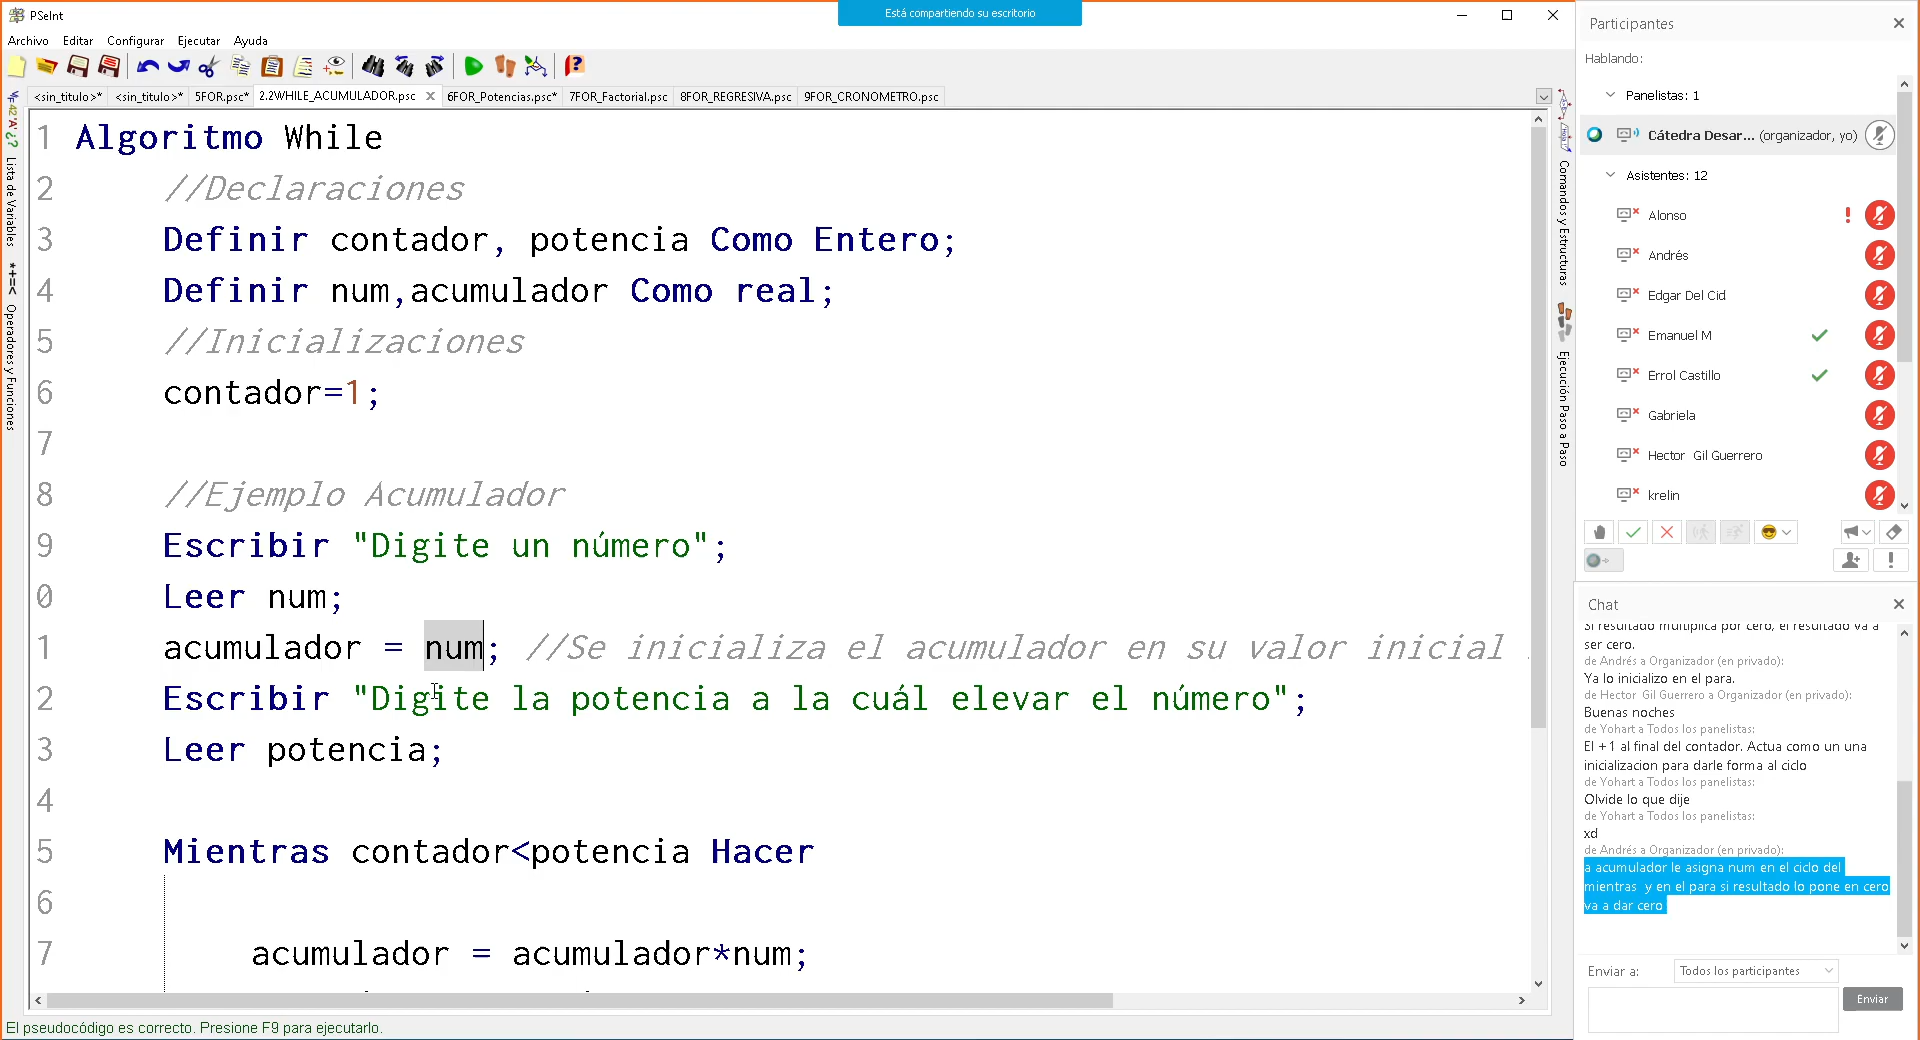 PSeInt
Está compartiendo su escritorio
Archivo Editar Configurar Ejecutar Ayuda
<sin_titulo>* <sin_titulo>* 5FOR.psc* 2.2WHILE_ACUMULADOR.psc 6FOR_Potencias.psc* 7FOR_Factorial.psc 8FOR_REGRESIVA.psc 9FOR_CRONOMETRO.psc
Lista de Variables
Operadores y Funciones
1 Algoritmo While
2 //Declaraciones
3 Definir contador, potencia Como Entero;
4 Definir num,acumulador Como real;
5 //Inicializaciones
6 contador=1;
7
8 //Ejemplo Acumulador
9 Escribir "Digite un número";
0 Leer num;
1 acumulador = num; //Se inicializa el acumulador en su valor inicial
2 Escribir "Digite la potencia a la cuál elevar el número";
3 Leer potencia;
4
5 Mientras contador<potencia Hacer
6
7 acumulador = acumulador*num;
Comandos y Estructuras
Ejecución Paso a Paso
El pseudocódigo es correcto. Presione F9 para ejecutarlo.
Participantes
Hablando:
Panelistas: 1
Cátedra Desar... (organizador, yo)
Asistentes: 12
Alonso
Andrés
Edgar Del Cid
Emanuel M
Errol Castillo
Gabriela
Hector Gil Guerrero
krelin
Chat
Si resultado multiplica por cero, el resultado va a
ser cero.
de Andrés a Organizador (en privado):
Ya lo inicializo en el para.
de Hector Gil Guerrero a Organizador (en privado):
Buenas noches
de Yohart a Todos los panelistas:
El +1 al final del contador. Actua como un una
inicializacion para darle forma al ciclo
de Yohart a Todos los panelistas:
Olvide lo que dije
de Yohart a Todos los panelistas:
xd
de Andrés a Organizador (en privado):
a acumulador le asigna num en el ciclo del
mientras y en el para si resultado lo pone en cero
va a dar cero
Enviar a: Todos los participantes
Enviar